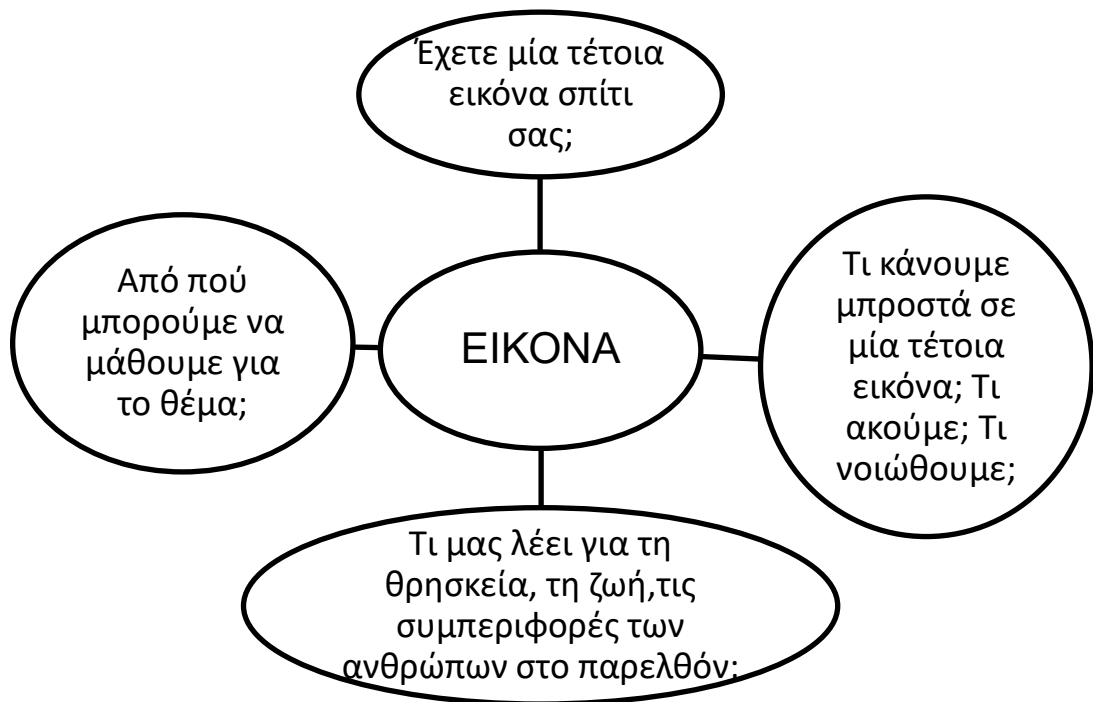 Έχετε μία τέτοια
εικόνα σπίτι
σας;
Από πού
μπορούμε να
μάθουμε για
το θέμα;
ΕΙΚΟΝΑ
Τι κάνουμε
μπροστά σε
μία τέτοια
εικόνα; Τι
ακούμε; Τι
νοιώθουμε;
Τι μας λέει για τη
θρησκεία, τη ζωή,τις
συμπεριφορές των
ανθρώπων στο παρελθόν;